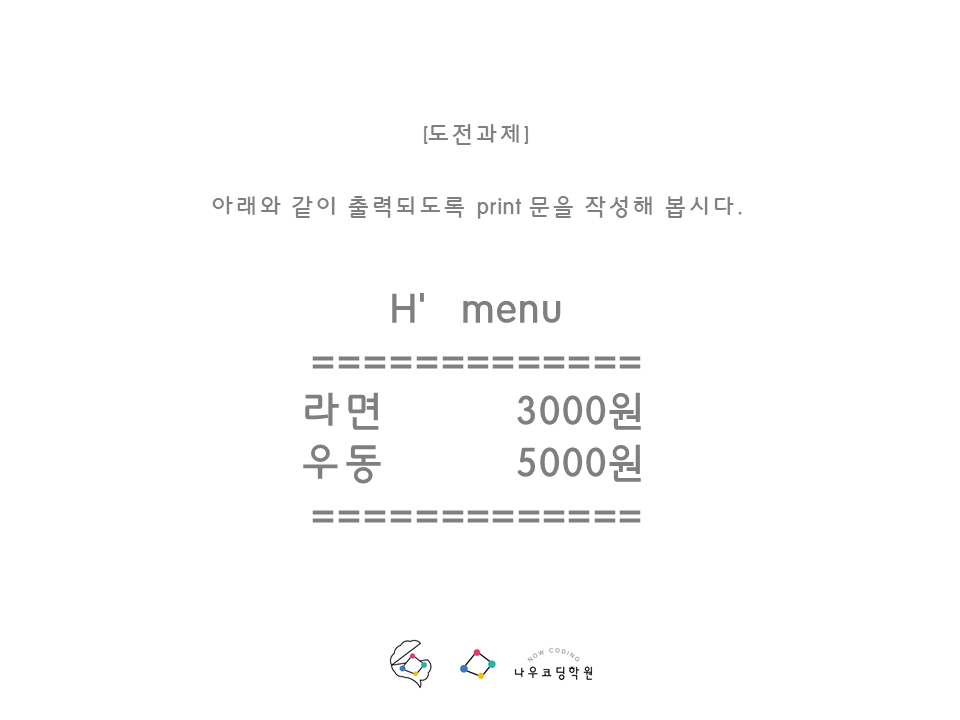 [도전과제]
아래와 같이 출력되도록 print 문을 작성해 봅시다.
H' menu
=============
라면 3000원
우동 5000원
=============
NOW CODING
나우코딩학원